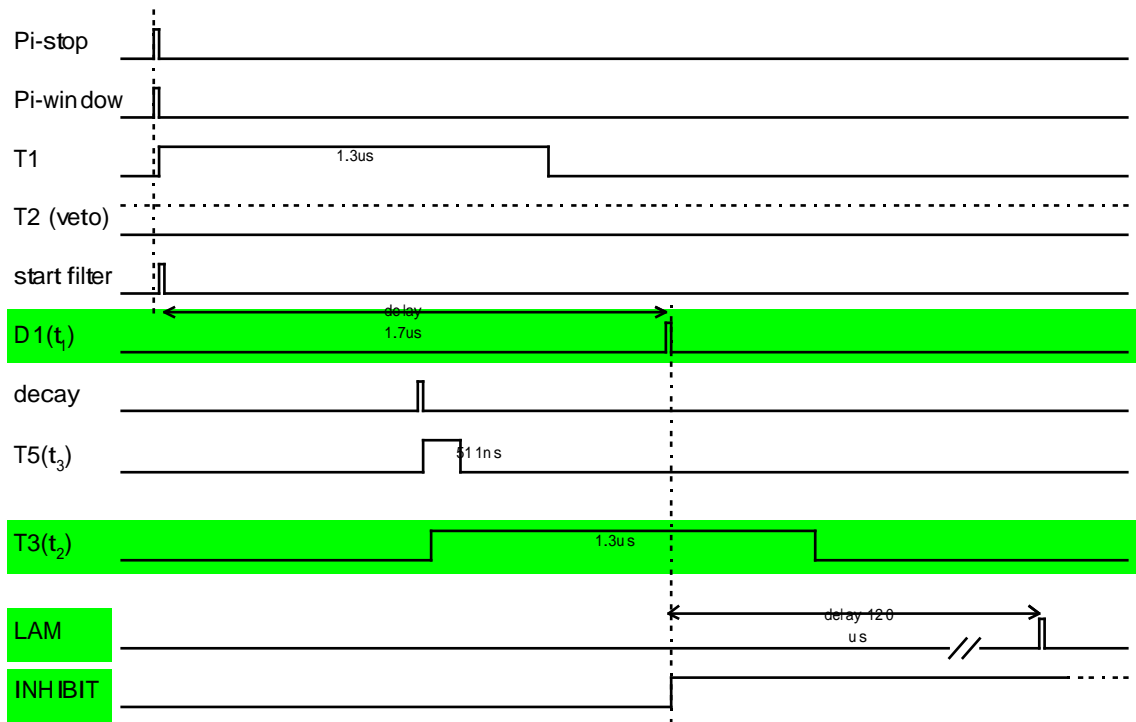 Pi-stop
Pi-window
T1
1.3us
T2 (veto)
start filter
delay
D1(t₁)
1.7us
decay
T5(t₃)
511ns
T3(t₂)
1.3us
LAM
delay 120
us
INHIBIT